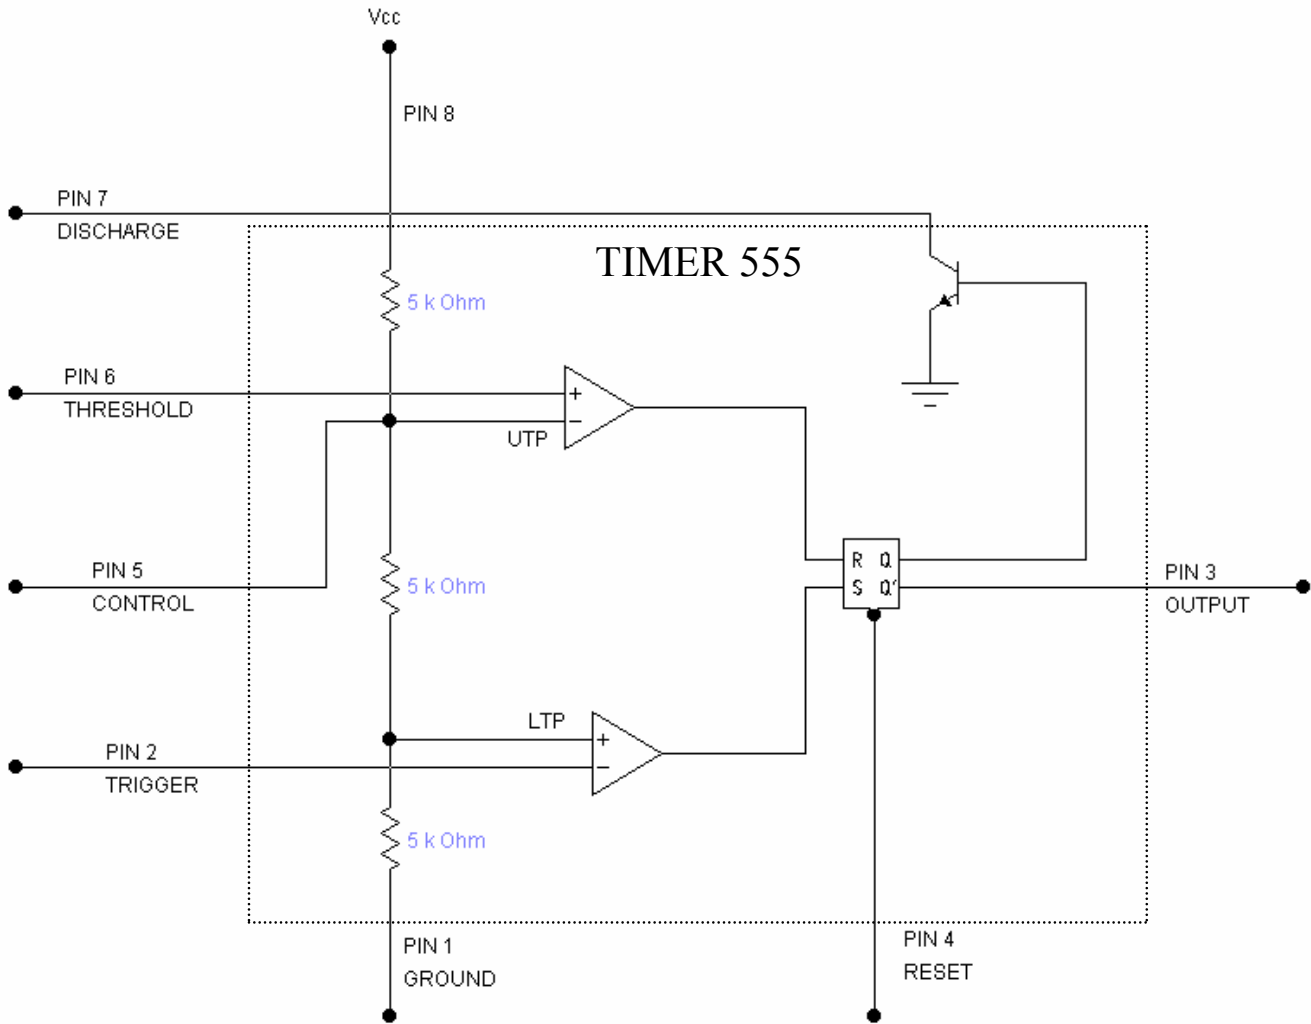 Vcc
PIN 8
PIN 7
DISCHARGE
TIMER 555
5 k Ohm
PIN 6
THRESHOLD
+
−
UTP
PIN 5
CONTROL
5 k Ohm
R Q
S Q'
PIN 3
OUTPUT
LTP
+
−
PIN 2
TRIGGER
5 k Ohm
PIN 1
GROUND
PIN 4
RESET